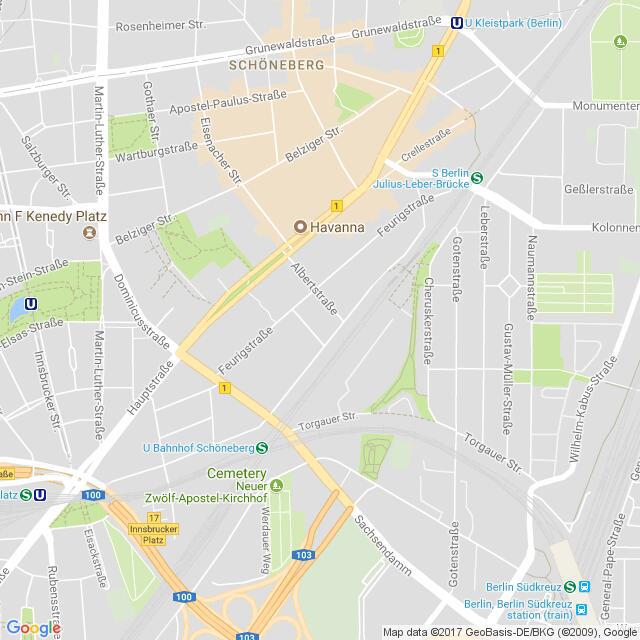 Rosenheimer Straße
Grunewaldstraße
Grunewaldstraße
U
U Kleistpark (Berlin)
SCHÖNEBERG
1
Gothaer Str.
Martin-Luther-Straße
Apostel-Paulus-Straße
Eisenacher Str.
Monumenten
Belziger Str.
Crellestraße
Salzburger Str.
Wartburgstraße
S Berlin
Julius-Leber-Brücke
S
Geßlerstraße
1
nn F Kenedy Platz
Belziger Str.
Havanna
Feurigstraße
Leberstraße
Kolonnen
Gotenstraße
Naumannstraße
n-Stein-Straße
Albertstraße
Cheruskerstraße
U
Dominicusstraße
-Elsas-Straße
Martin-Luther-Straße
Innsbrucker Str.
Feurigstraße
Gustav-Müller-Straße
Hauptstraße
1
Wilhelm-Kabus-Straße
Torgauer Str.
U Bahnhof Schöneberg
S
Torgauer Str.
aße
Cemetery
Neuer
Zwölf-Apostel-Kirchhof
latz
S
U
100
17
Innsbrucker
Platz
Werdauer Weg
Sachsendamm
Gotenstraße
General-Pape-Straße
Eisackstraße
Rubensstraße
103
100
103
Berlin Südkreuz
S
Berlin, Berlin Südkreuz
station (train)
Google
Map data ©2017 GeoBasis-DE/BKG (©2009), Google